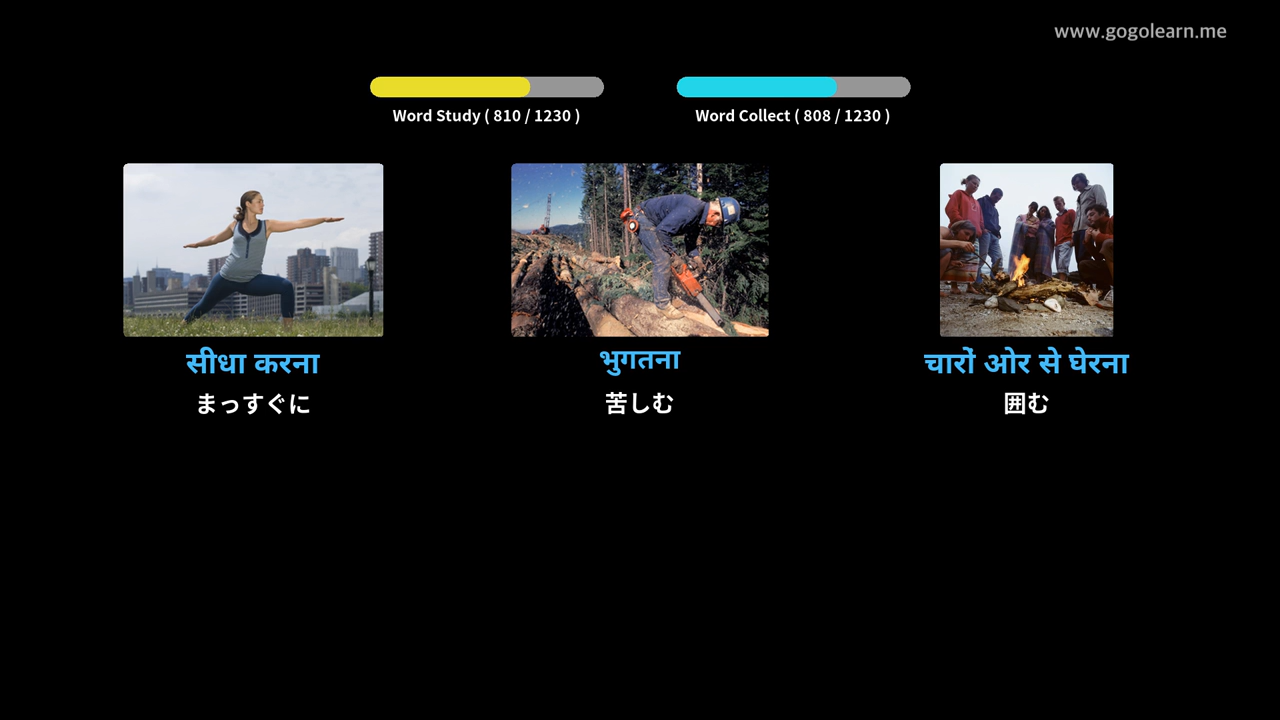 www.gogolearn.me
Word Study ( 810 / 1230 )
Word Collect ( 808 / 1230 )
सीधा करना
भुगतना
चारों ओर से घेरना
まっすぐに
苦しむ
囲む